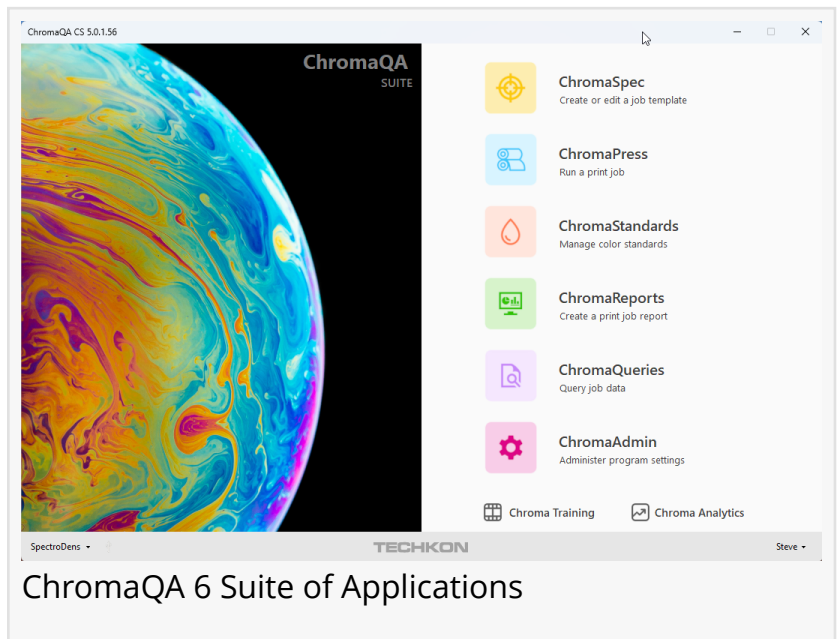 ChromaQA CS 5.0.1.56
ChromaQA
SUITE
ChromaSpec
Create or edit a job template
ChromaPress
Run a print job
ChromaStandards
Manage color standards
ChromaReports
Create a print job report
ChromaQueries
Query job data
ChromaAdmin
Administer program settings
Chroma Training
Chroma Analytics
SpectroDens
TECHKON
Steve
ChromaQA 6 Suite of Applications